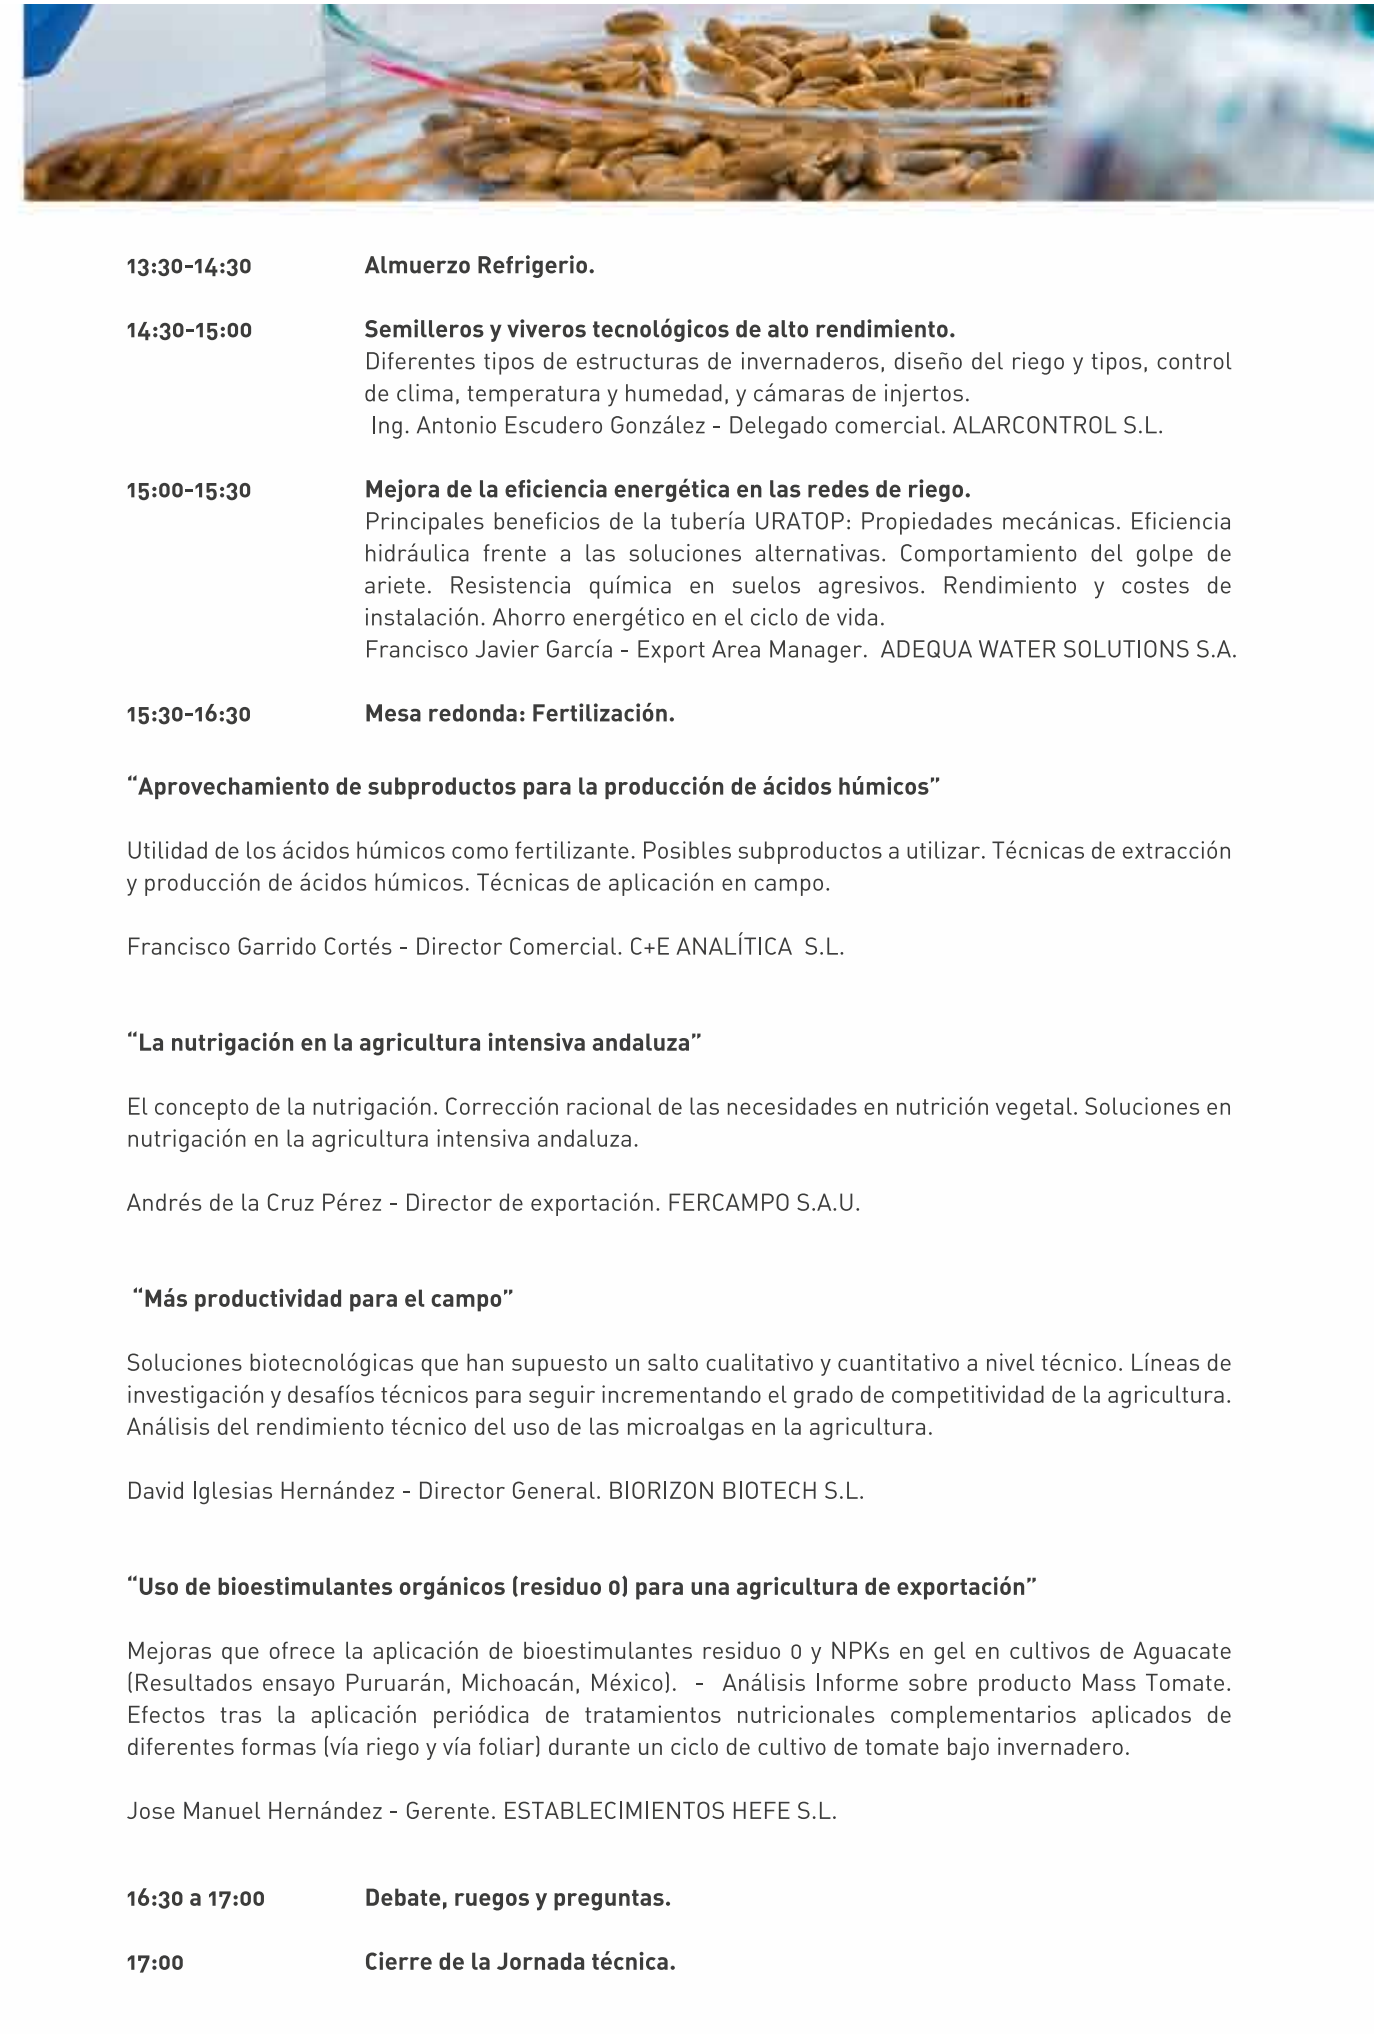 13:30-14:30 Almuerzo Refrigerio.
14:30-15:00 Semilleros y viveros tecnológicos de alto rendimiento.
Diferentes tipos de estructuras de invernaderos, diseño del riego y tipos, control
de clima, temperatura y humedad, y cámaras de injertos.
Ing. Antonio Escudero González - Delegado comercial. ALARCONTROL S.L.
15:00-15:30 Mejora de la eficiencia energética en las redes de riego.
Principales beneficios de la tubería URATOP: Propiedades mecánicas. Eficiencia
hidráulica frente a las soluciones alternativas. Comportamiento del golpe de
ariete. Resistencia química en suelos agresivos. Rendimiento y costes de
instalación. Ahorro energético en el ciclo de vida.
Francisco Javier García - Export Area Manager. ADEQUA WATER SOLUTIONS S.A.
15:30-16:30 Mesa redonda: Fertilización.
“Aprovechamiento de subproductos para la producción de ácidos húmicos”
Utilidad de los ácidos húmicos como fertilizante. Posibles subproductos a utilizar. Técnicas de extracción
y producción de ácidos húmicos. Técnicas de aplicación en campo.
Francisco Garrido Cortés - Director Comercial. C+E ANALÍTICA S.L.
“La nutrigación en la agricultura intensiva andaluza”
El concepto de la nutrigación. Corrección racional de las necesidades en nutrición vegetal. Soluciones en
nutrigación en la agricultura intensiva andaluza.
Andrés de la Cruz Pérez - Director de exportación. FERCAMPO S.A.U.
“Más productividad para el campo”
Soluciones biotecnológicas que han supuesto un salto cualitativo y cuantitativo a nivel técnico. Líneas de
investigación y desafíos técnicos para seguir incrementando el grado de competitividad de la agricultura.
Análisis del rendimiento técnico del uso de las microalgas en la agricultura.
David Iglesias Hernández - Director General. BIORIZON BIOTECH S.L.
“Uso de bioestimulantes orgánicos (residuo 0) para una agricultura de exportación”
Mejoras que ofrece la aplicación de bioestimulantes residuo 0 y NPKs en gel en cultivos de Aguacate
(Resultados ensayo Puruarán, Michoacán, México). - Análisis Informe sobre producto Mass Tomate.
Efectos tras la aplicación periódica de tratamientos nutricionales complementarios aplicados de
diferentes formas (vía riego y vía foliar) durante un ciclo de cultivo de tomate bajo invernadero.
Jose Manuel Hernández - Gerente. ESTABLECIMIENTOS HEFE S.L.
16:30 a 17:00 Debate, ruegos y preguntas.
17:00 Cierre de la Jornada técnica.